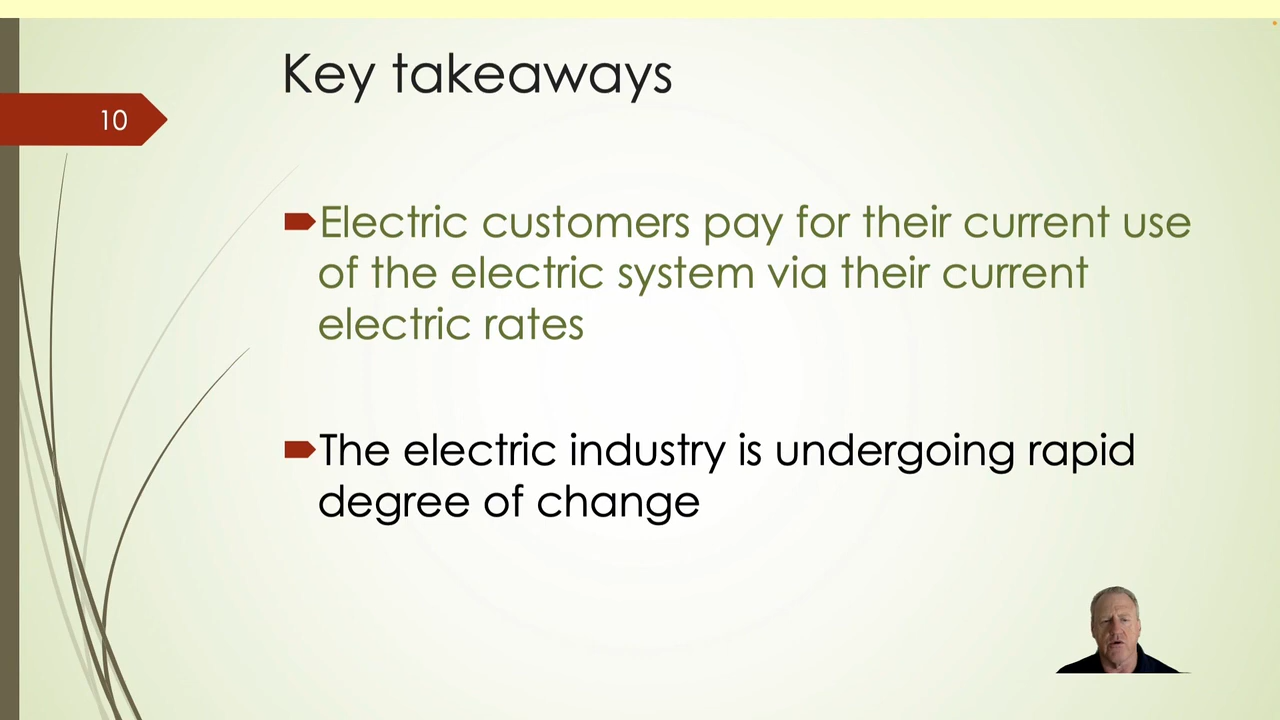 Key takeaways
10
Electric customers pay for their current use
of the electric system via their current
electric rates
The electric industry is undergoing rapid
degree of change